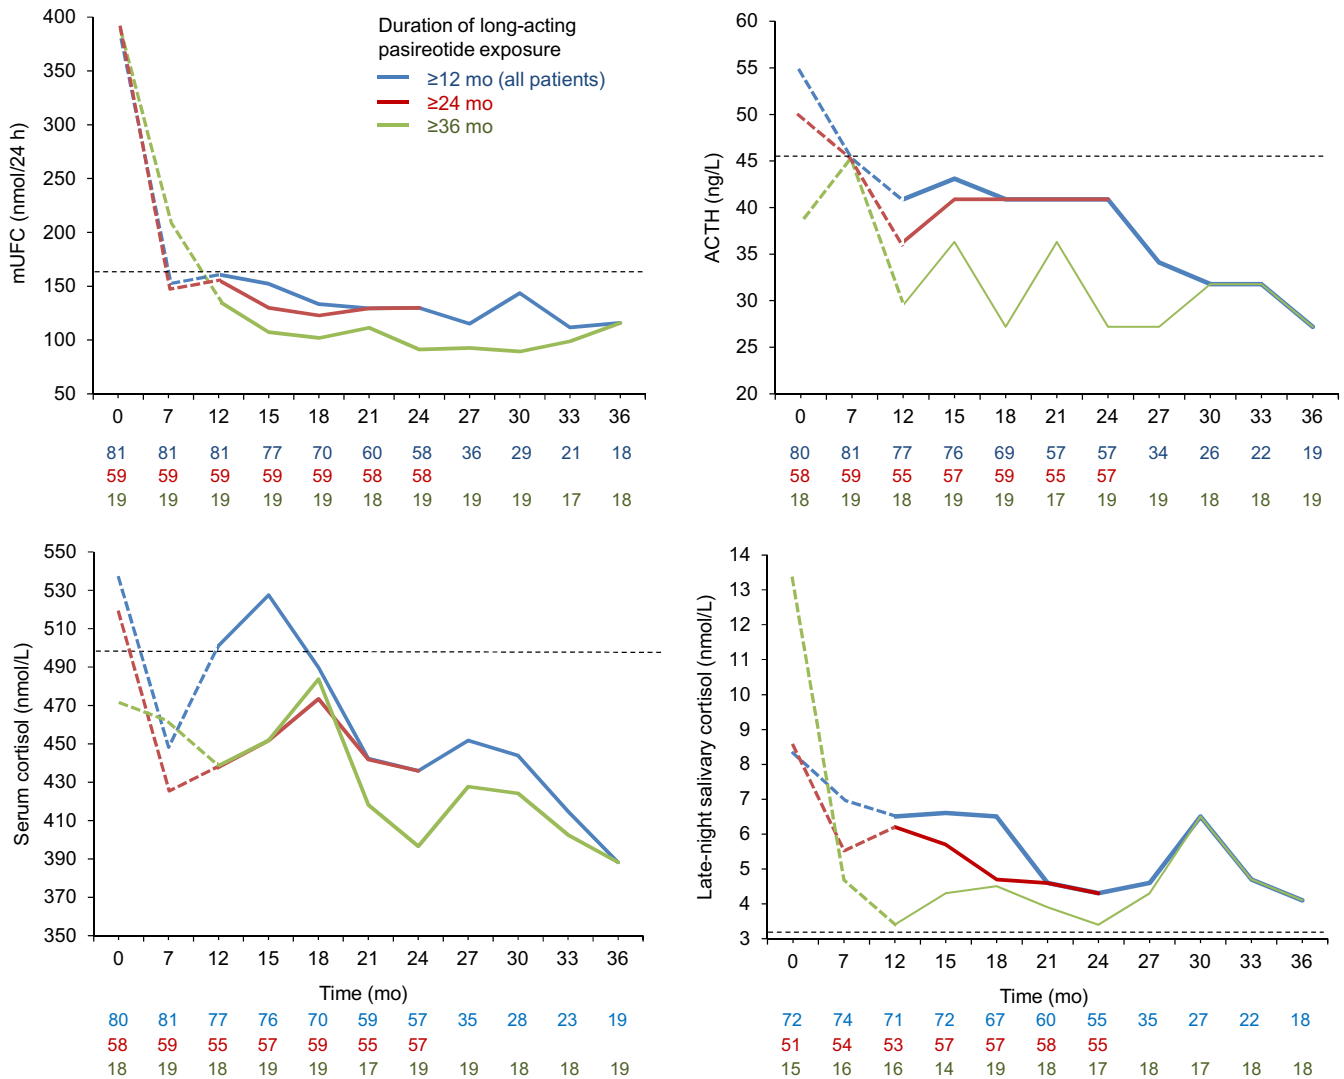 400
350
300
250
200
150
100
50
mUFC (nmol/24 h)
Duration of long-acting
pasireotide exposure
≥12 mo (all patients)
≥24 mo
≥36 mo
0 7 12 15 18 21 24 27 30 33 36
81 81 81 77 70 60 58 36 29 21 18
59 59 59 59 59 58 58
19 19 19 19 19 18 19 19 19 17 18
60
55
50
45
40
35
30
25
20
ACTH (ng/L)
0 7 12 15 18 21 24 27 30 33 36
80 81 77 76 69 57 57 34 26 22 19
58 59 55 57 59 55 57
18 19 18 19 19 17 19 19 18 18 19
550
530
510
490
470
450
430
410
390
370
350
Serum cortisol (nmol/L)
0 7 12 15 18 21 24 27 30 33 36
Time (mo)
80 81 77 76 70 59 57 35 28 23 19
58 59 55 57 59 55 57
18 19 18 19 19 17 19 19 18 18 19
14
13
12
11
10
9
8
7
6
5
4
3
Late-night salivary cortisol (nmol/L)
0 7 12 15 18 21 24 27 30 33 36
Time (mo)
72 74 71 72 67 60 55 35 27 22 18
51 54 53 57 57 58 55
15 16 16 14 19 18 17 18 17 18 18